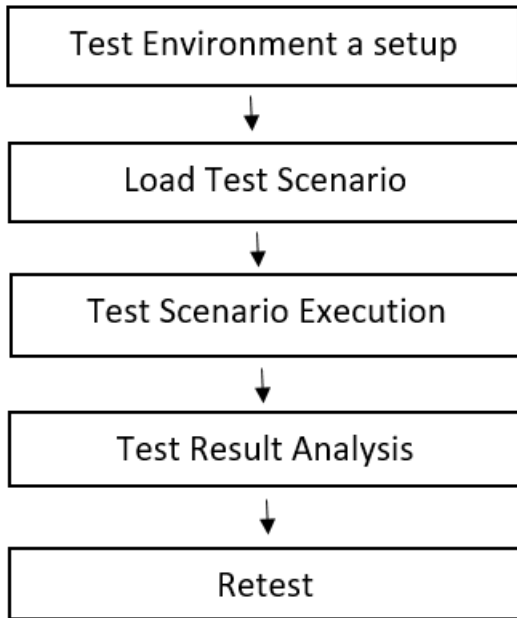 Test Environment a setup
Load Test Scenario
Test Scenario Execution
Test Result Analysis
Retest